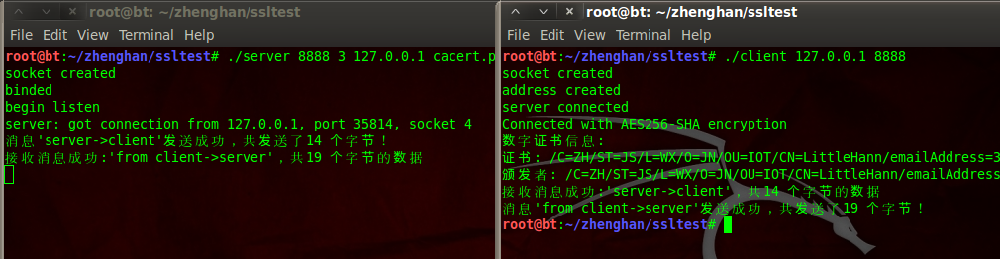 root@bt: ~/zhenghan/ssltest
File Edit View Terminal Help
root@bt:~/zhenghan/ssltest# ./server 8888 3 127.0.0.1 cacert.p
socket created
binded
begin listen
server: got connection from 127.0.0.1, port 35814, socket 4
消息'server->client'发送成功，共发送了14 个字节！
接收消息成功:'from client->server'，共19 个字节的数据
root@bt: ~/zhenghan/ssltest
File Edit View Terminal Help
root@bt:~/zhenghan/ssltest# ./client 127.0.0.1 8888
socket created
address created
server connected
Connected with AES256-SHA encryption
数字证书信息:
证书: /C=ZH/ST=JS/L=WX/O=JN/OU=IOT/CN=LittleHann/emailAddress=3
颁发者: /C=ZH/ST=JS/L=WX/O=JN/OU=IOT/CN=LittleHann/emailAddress
接收消息成功:'server->client'，共14 个字节的数据
消息'from client->server'发送成功，共发送了19 个字节！
root@bt:~/zhenghan/ssltest#